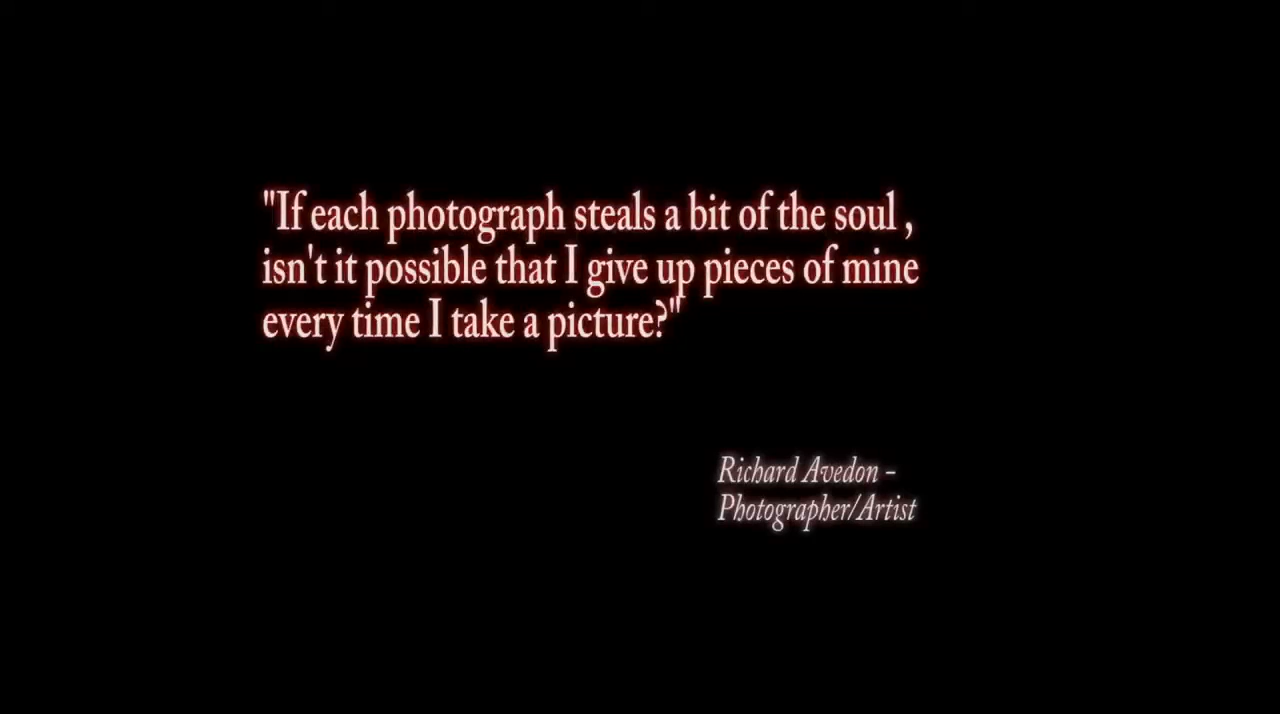 "If each photograph steals a bit of the soul ,
isn't it possible that I give up pieces of mine
every time I take a picture?"
Richard Avedon -
Photographer/Artist